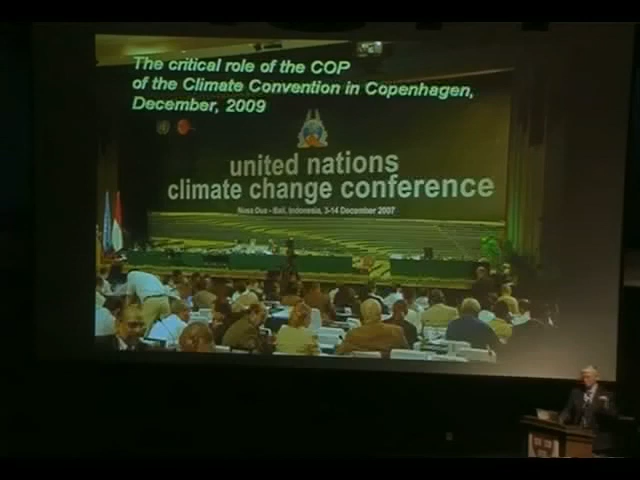 The critical role of the COP
of the Climate Convention in Copenhagen,
December, 2009
united nations
climate change conference
Nusa Dua - Bali, Indonesia, 3-14 December 2007